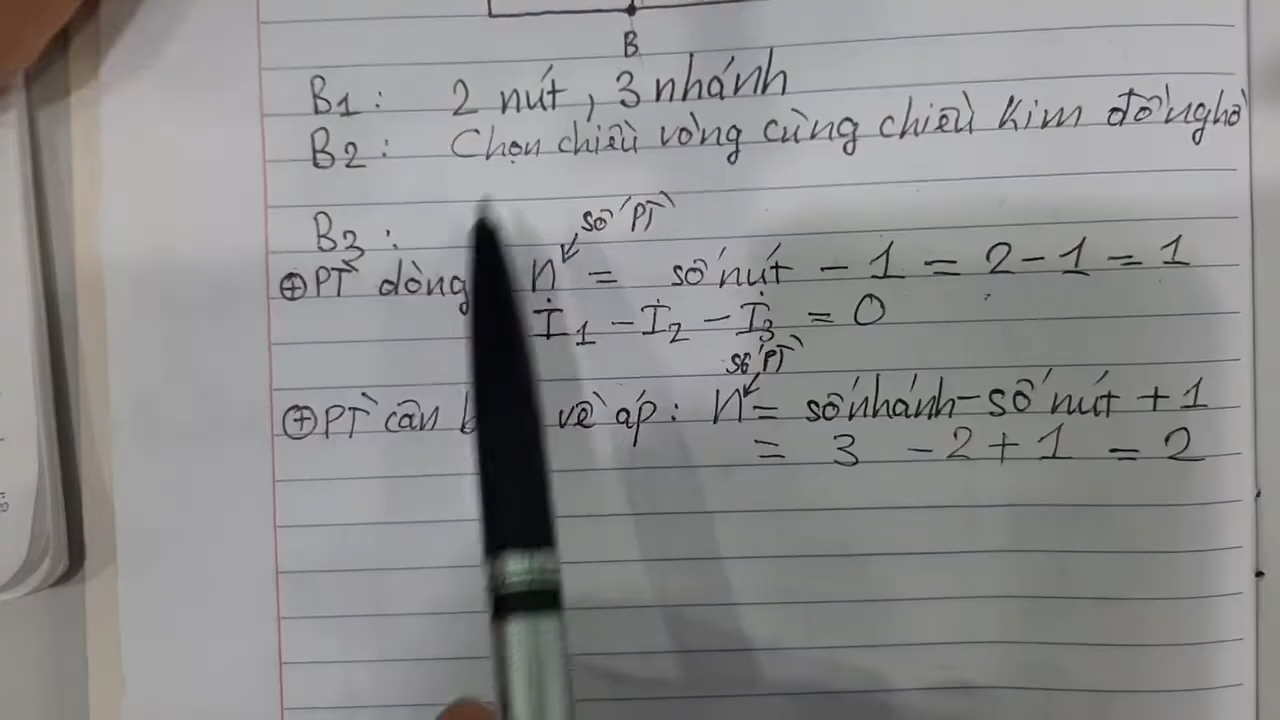 B
B1: 2 nút, 3 nhánh
B2: Chọn chiều vòng cùng chiều kim đồng hồ
B3:
số PT
⊕PT dòng n = số nút - 1 = 2-1 = 1
İ1 - İ2 - İ3 = 0
số PT
⊕PT cân về áp: n = số nhánh - số nút + 1
= 3 - 2 + 1 = 2